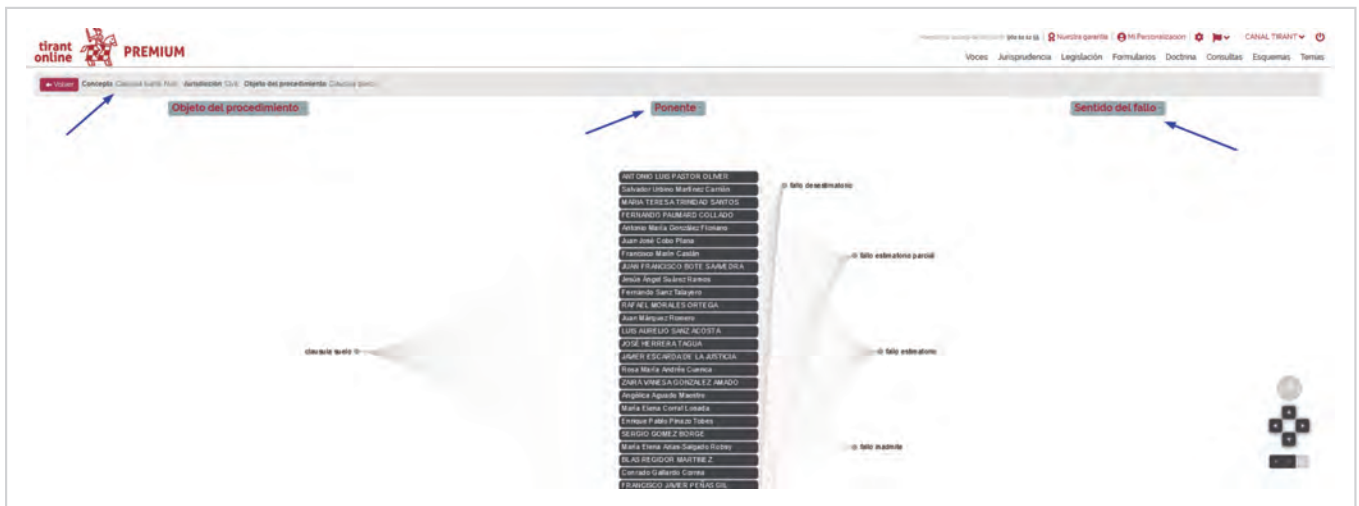 tirant
online
PREMIUM
Nuestra garantía
Mi Personalización
CANAL TIRANT
Voces Jurisprudencia Legislación Formularios Doctrina Consultas Esquemas Temas
Volver Concepto Jurisdicción Civil Objeto del procedimiento
Objeto del procedimiento
Ponente
Sentido del fallo
ANTONIO LUIS PASTOR OLIVER
Salvador Urbino Martínez Carrión
MARIA TERESA TRINIDAD SANTOS
FERNANDO PAUMARD COLLADO
Antonio María González Floriano
Juan José Cobo Plana
Francisco Marín Castán
JUAN FRANCISCO BOTE SAAVEDRA
Jesús Ángel Suárez Ramos
Fernando Sanz Talayero
RAFAEL MORALES ORTEGA
Juan Márquez Romero
LUIS AURELIO SANZ ACOSTA
JOSÉ HERRERA TAGUA
JAVIER ESCARDA DE LA JUSTICIA
Rosa María Andrés Cuenca
ZAIRA VANESA GONZALEZ AMADO
Angélica Aguado Maestro
María Elena Corral Losada
Enrique Pablo Pinazo Tobes
SERGIO GOMEZ BORGE
María Elena Arias-Salgado Robsy
BLAS REGIDOR MARTINEZ
Conrado Gallardo Correa
FRANCISCO JAVIER PEÑAS GIL
fallo desestimatorio
fallo estimatorio parcial
clausula suelo
fallo estimatorio
fallo inadmite